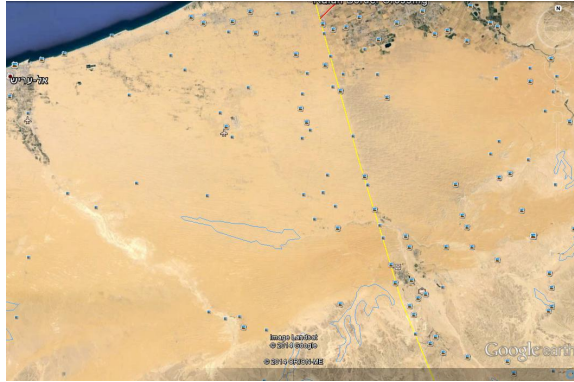 Border Crossing
N
אל-עריש
Image Landsat
© 2014 Google
© 2014 ORION-ME
Google earth